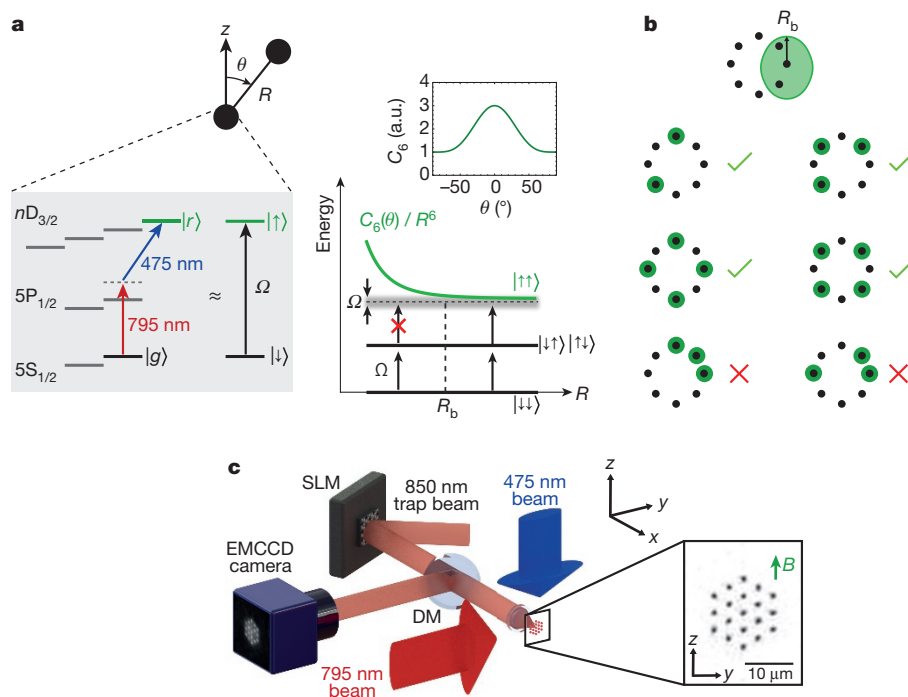 a
z
θ
R
nD3/2
|r⟩
|↑⟩
475 nm
5P1/2
≈
Ω
795 nm
|g⟩
|↓⟩
5S1/2
C6 (a.u.)
4
3
2
1
0
−50
0
50
θ (°)
Energy
C6(θ) / R^6
|↑↑⟩
Ω
|↓↑⟩ |↑↓⟩
Ω
Rb
|↓↓⟩
R
b
Rb
c
SLM
850 nm
trap beam
475 nm
beam
EMCCD
camera
DM
795 nm
beam
z
y
x
B
z
y
10 μm